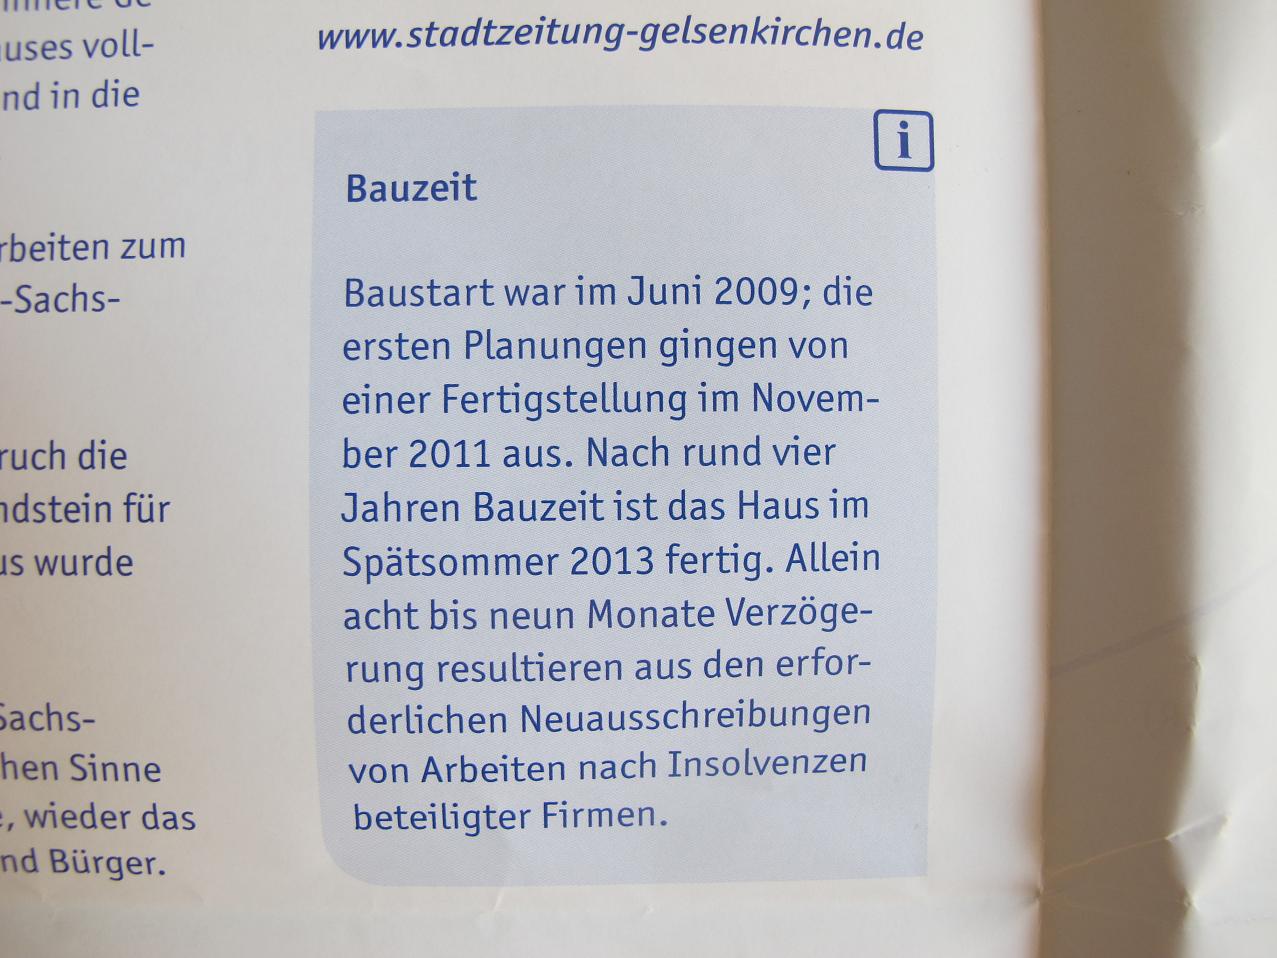 auses voll-
nd in die
rbeiten zum
-Sachs-
ruch die
ndstein für
us wurde
Sachs-
hen Sinne
, wieder das
nd Bürger.
www.stadtzeitung-gelsenkirchen.de
i
Bauzeit
Baustart war im Juni 2009; die
ersten Planungen gingen von
einer Fertigstellung im Novem-
ber 2011 aus. Nach rund vier
Jahren Bauzeit ist das Haus im
Spätsommer 2013 fertig. Allein
acht bis neun Monate Verzöge-
rung resultieren aus den erfor-
derlichen Neuausschreibungen
von Arbeiten nach Insolvenzen
beteiligter Firmen.